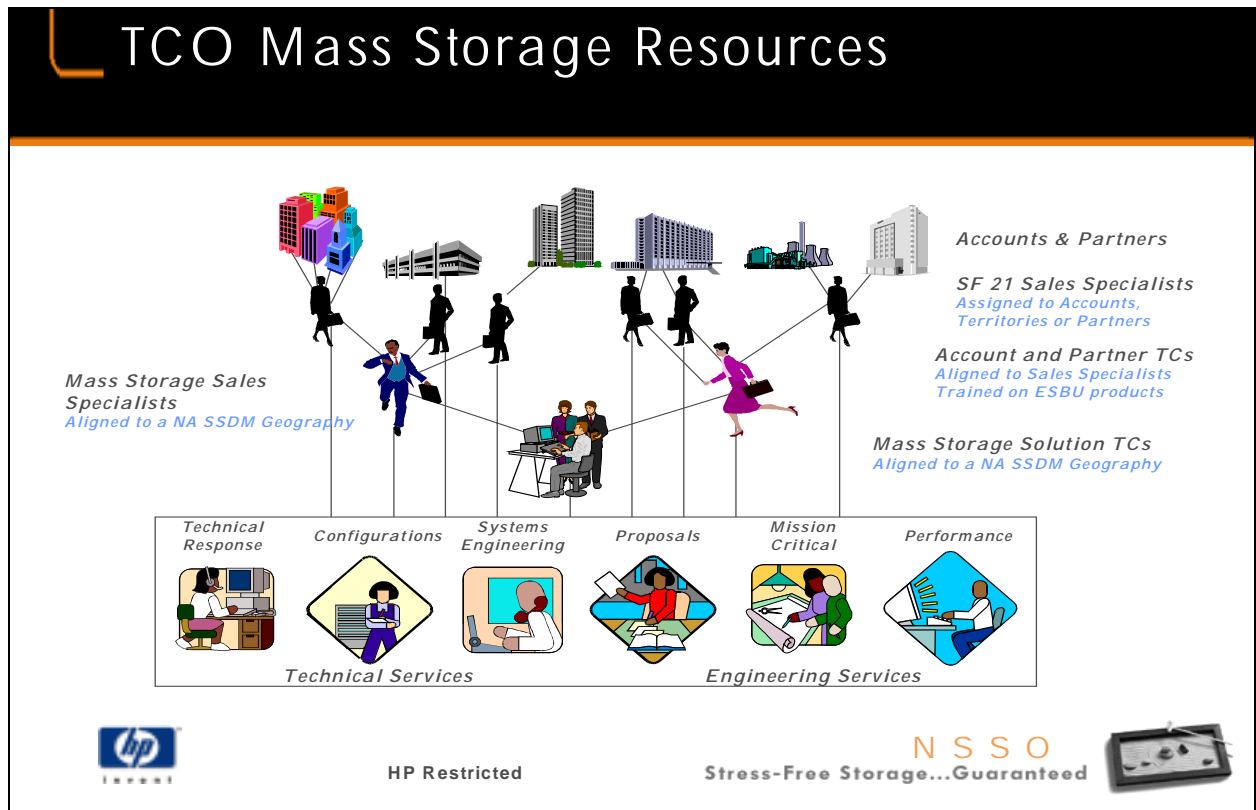 TCO Mass Storage Resources
Accounts & Partners
SF 21 Sales Specialists
Assigned to Accounts,
Territories or Partners
Account and Partner TCs
Aligned to Sales Specialists
Trained on ESBU products
Mass Storage Sales
Specialists
Aligned to a NA SSDM Geography
Mass Storage Solution TCs
Aligned to a NA SSDM Geography
Technical
Response
Configurations
Systems
Engineering
Proposals
Mission
Critical
Performance
Technical Services
Engineering Services
hp
invent
HP Restricted
NSSO
Stress-Free Storage...Guaranteed